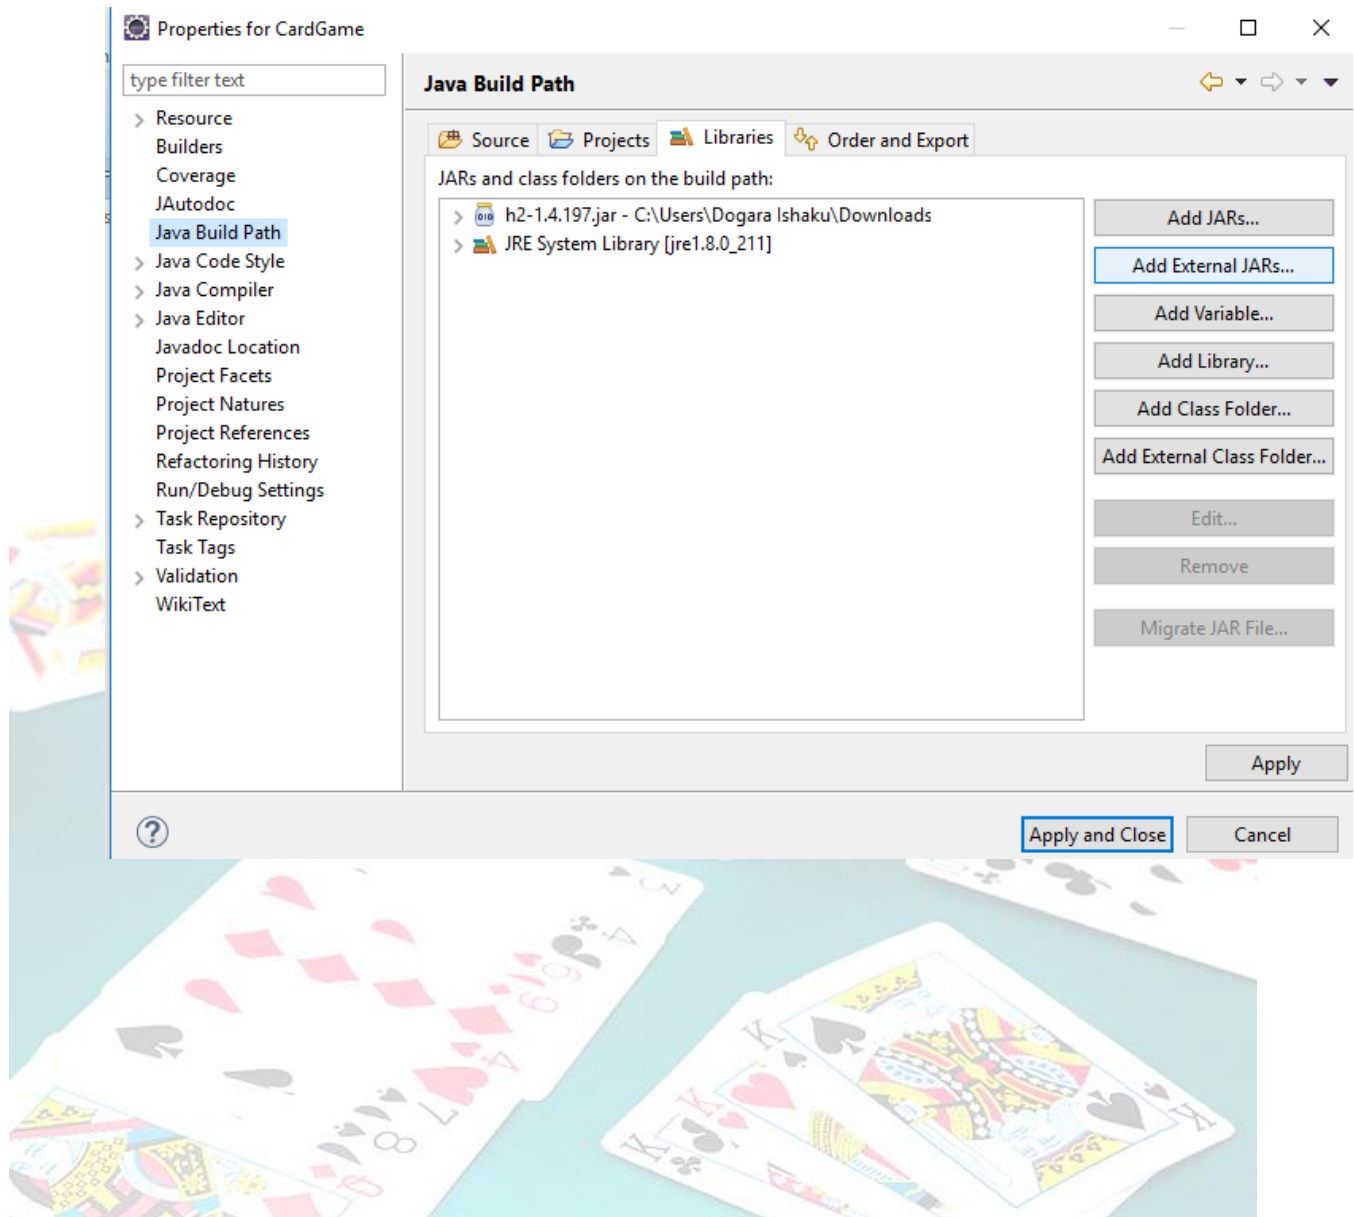 Properties for CardGame
type filter text
Resource
Builders
Coverage
JAutodoc
Java Build Path
Java Code Style
Java Compiler
Java Editor
Javadoc Location
Project Facets
Project Natures
Project References
Refactoring History
Run/Debug Settings
Task Repository
Task Tags
Validation
WikiText
Java Build Path
Source
Projects
Libraries
Order and Export
JARs and class folders on the build path:
h2-1.4.197.jar - C:\Users\Dogara Ishaku\Downloads
JRE System Library [jre1.8.0_211]
Add JARs...
Add External JARs...
Add Variable...
Add Library...
Add Class Folder...
Add External Class Folder...
Edit...
Remove
Migrate JAR File...
Apply
?
Apply and Close
Cancel